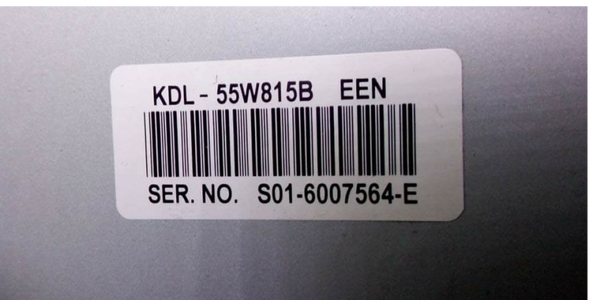 KDL - 55W815B EEN
SER. NO. S01-6007564-E